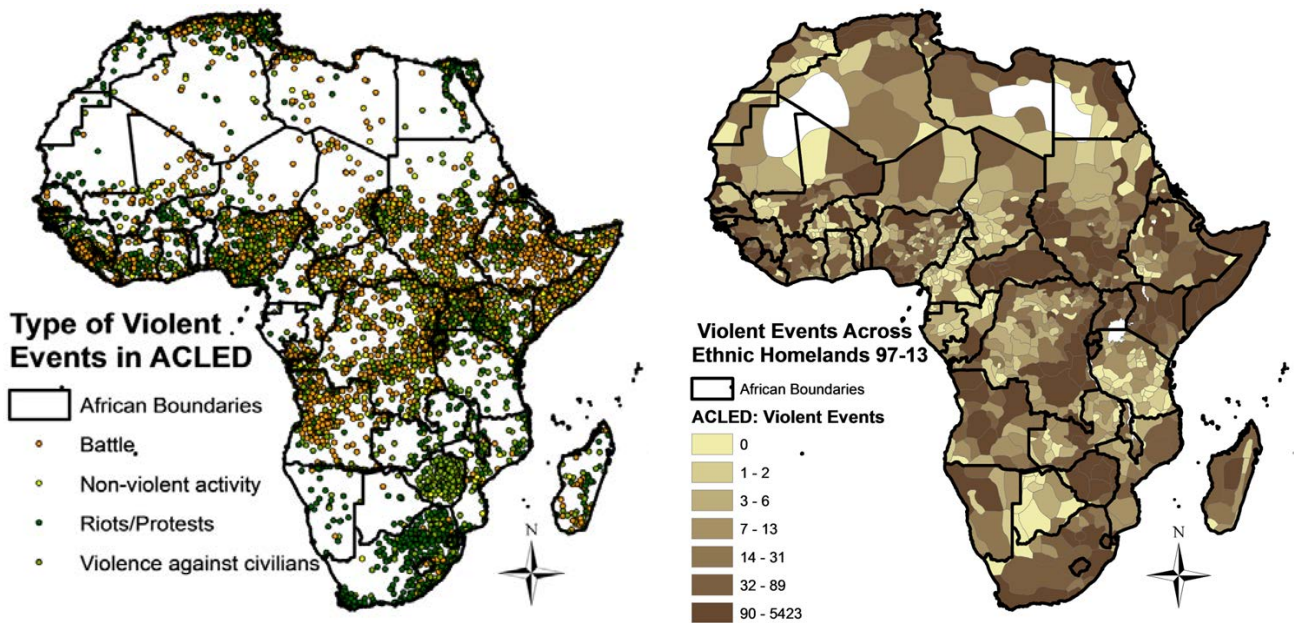 Type of Violent
Events in ACLED
African Boundaries
Battle
Non-violent activity
Riots/Protests
Violence against civilians
N
Violent Events Across
Ethnic Homelands 97-13
African Boundaries
ACLED: Violent Events
0
1 - 2
3 - 6
7 - 13
14 - 31
32 - 89
90 - 5423
N